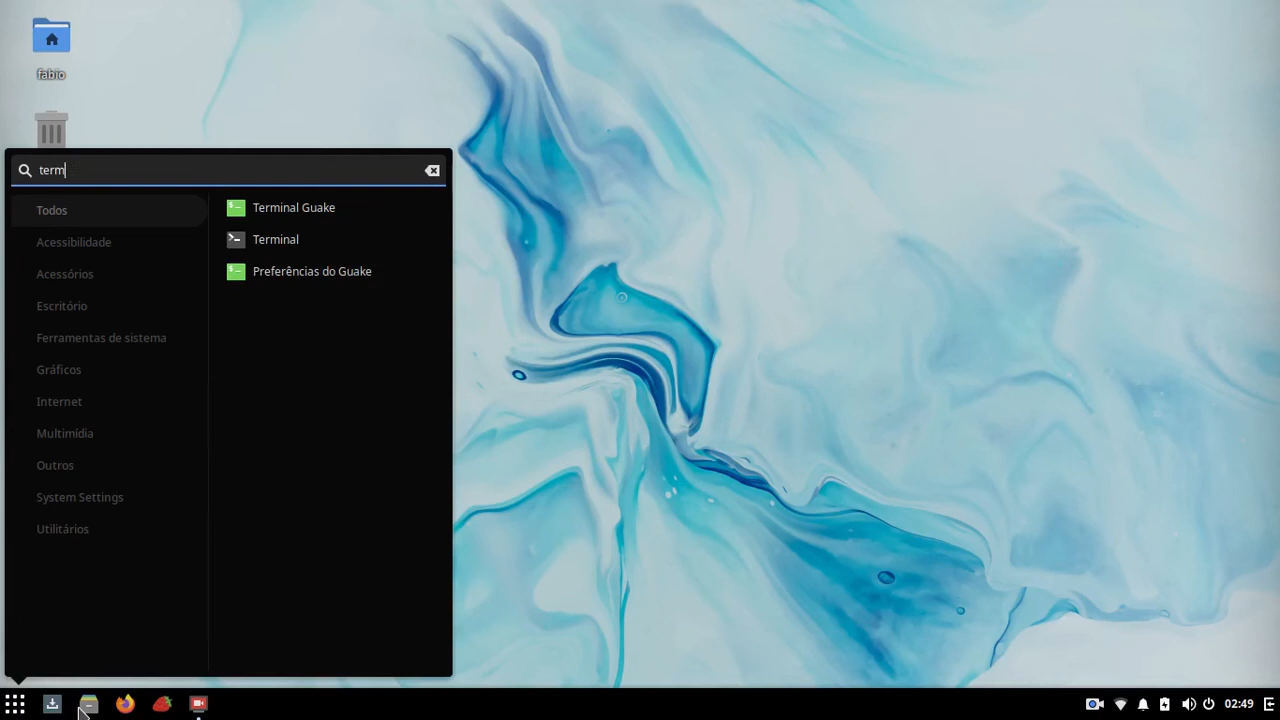 fabio
term
Todos
Acessibilidade
Acessórios
Escritório
Ferramentas de sistema
Gráficos
Internet
Multimídia
Outros
System Settings
Utilitários
Terminal Guake
Terminal
Preferências do Guake
02:49